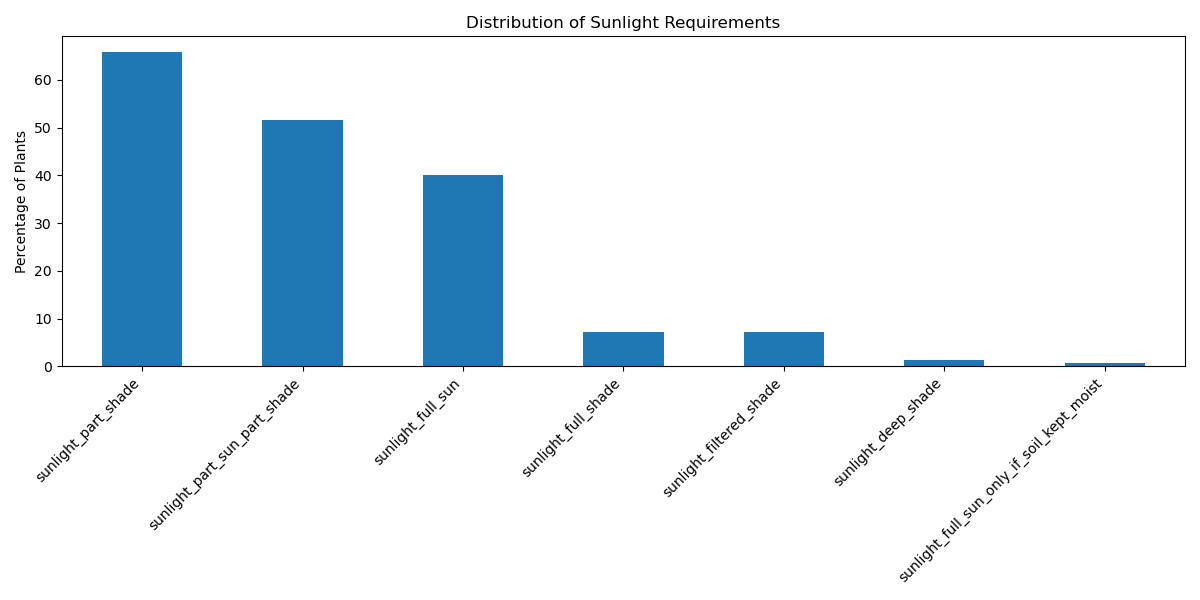 Distribution of Sunlight Requirements
Percentage of Plants
60
50
40
30
20
10
0
sunlight_part_shade
sunlight_part_sun_part_shade
sunlight_full_sun
sunlight_full_shade
sunlight_filtered_shade
sunlight_deep_shade
sunlight_full_sun_only_if_soil_kept_moist